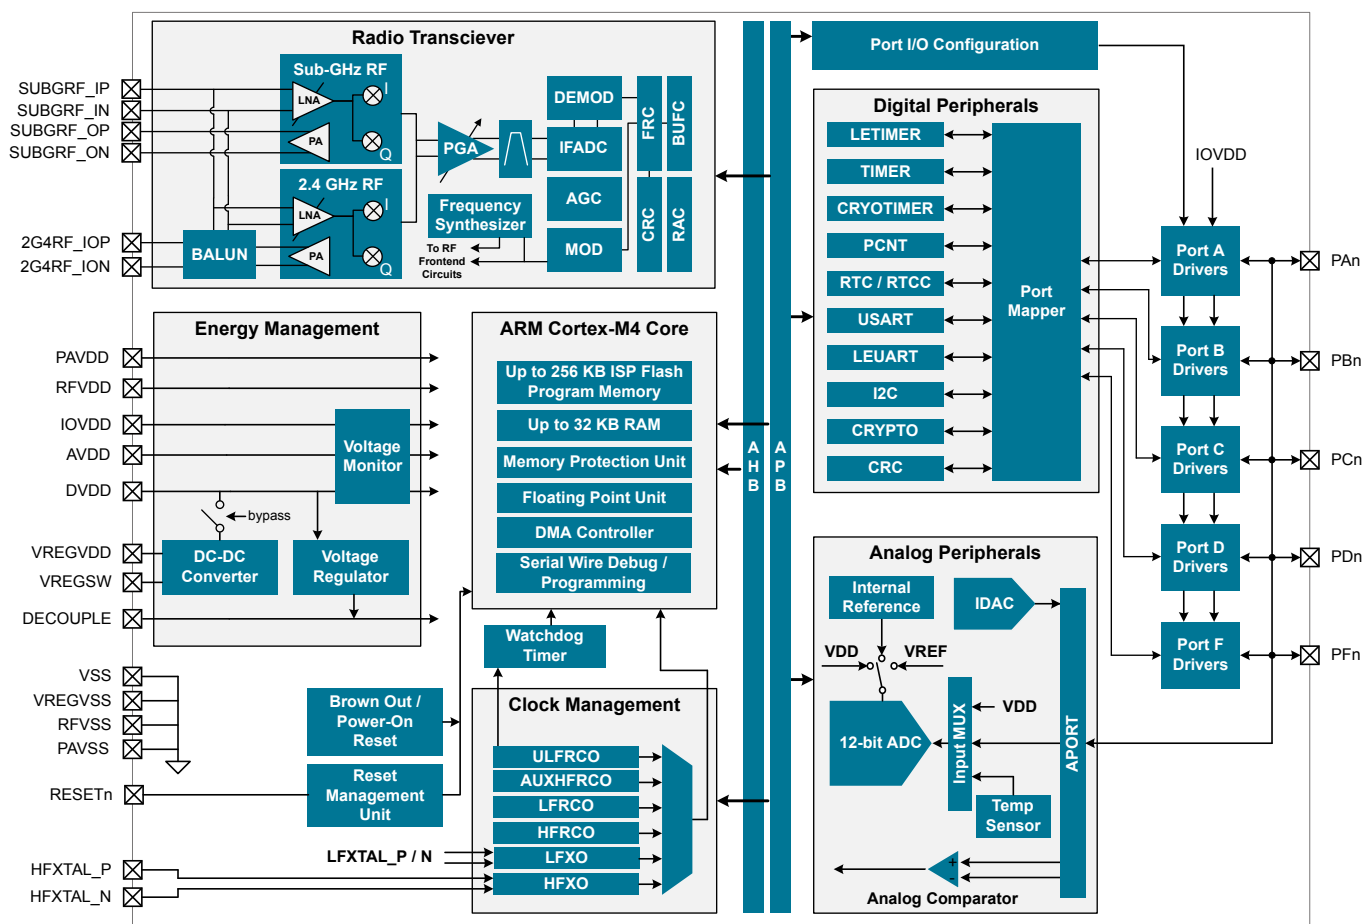 Radio Transciever
SUBGRF_IP
SUBGRF_IN
SUBGRF_OP
SUBGRF_ON
2G4RF_IOP
2G4RF_ION
Sub-GHz RF
LNA
I
PA
Q
2.4 GHz RF
LNA
I
PA
Q
BALUN
PGA
Frequency
Synthesizer
To RF
Frontend
Circuits
DEMOD
IFADC
AGC
MOD
FRC
BUFC
CRC
RAC
Energy Management
PAVDD
RFVDD
IOVDD
AVDD
DVDD
VREGVDD
VREGSW
DECOUPLE
Voltage
Monitor
bypass
DC-DC
Converter
Voltage
Regulator
VSS
VREGVSS
RFVSS
PAVSS
RESETn
HFXTAL_P
HFXTAL_N
Brown Out /
Power-On
Reset
Reset
Management
Unit
ARM Cortex-M4 Core
Up to 256 KB ISP Flash
Program Memory
Up to 32 KB RAM
Memory Protection Unit
Floating Point Unit
DMA Controller
Serial Wire Debug /
Programming
Watchdog
Timer
Clock Management
ULFRCO
AUXHFRCO
LFRCO
HFRCO
LFXO
HFXO
LFXTAL_P / N
AHB
APB
Port I/O Configuration
Digital Peripherals
LETIMER
TIMER
CRYOTIMER
PCNT
RTC / RTCC
USART
LEUART
I2C
CRYPTO
CRC
Port
Mapper
IOVDD
Port A
Drivers
Port B
Drivers
Port C
Drivers
Port D
Drivers
Port F
Drivers
PAn
PBn
PCn
PDn
PFn
Analog Peripherals
Internal
Reference
IDAC
VDD
VREF
12-bit ADC
Input MUX
VDD
Temp
Sensor
APORT
+
-
Analog Comparator